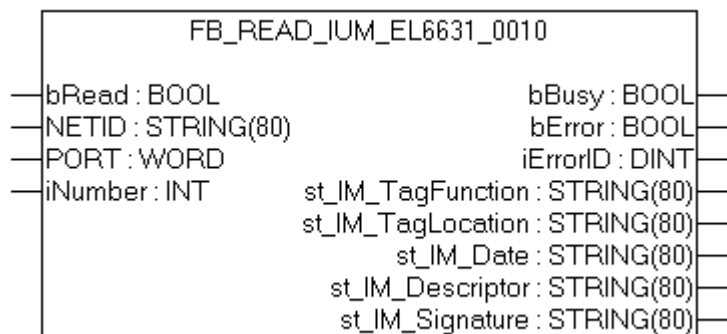 FB_READ_IUM_EL6631_0010
bRead : BOOL bBusy : BOOL
NETID : STRING(80) bError : BOOL
PORT : WORD iErrorID : DINT
iNumber : INT st_IM_TagFunction : STRING(80)
st_IM_TagLocation : STRING(80)
st_IM_Date : STRING(80)
st_IM_Descriptor : STRING(80)
st_IM_Signature : STRING(80)